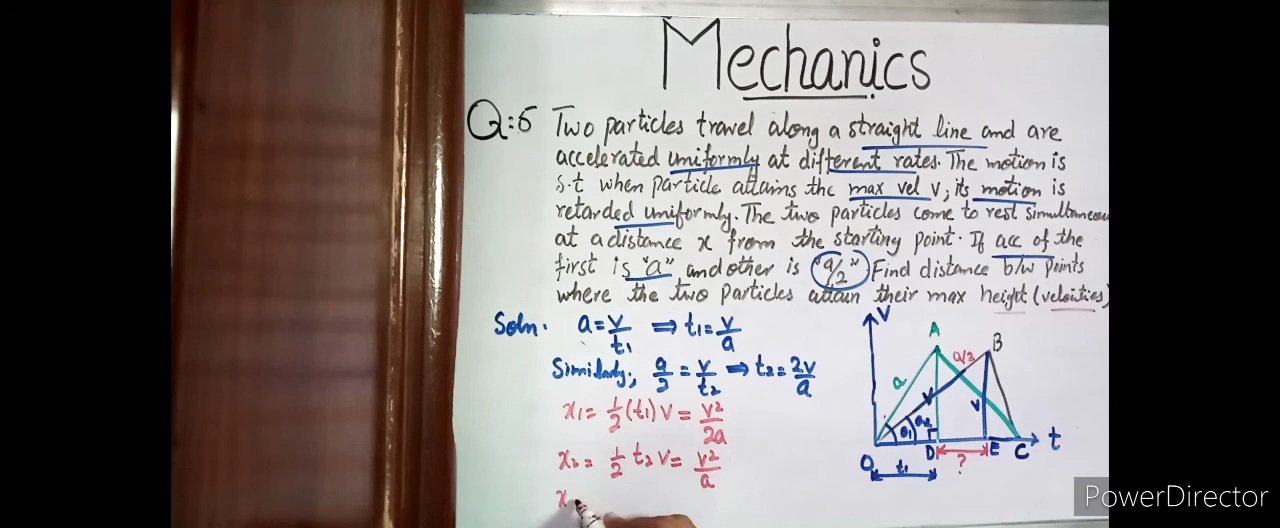 Mechanics
Q:5 Two particles travel along a straight line and are
accelerated uniformly at different rates. The motion is
s.t when particle attains the max vel v, its motion is
retarded uniformly. The two particles come to rest simultaneou
at a distance x from the starting point. If acc of the
first is "a" and other is "a/2" Find distance b/w points
where the two particles attain their max height (velocities)
Soln. a = v/t₁ ⇒ t₁ = v/a
Similarly, a/2 = v/t₂ ⇒ t₂ = 2v/a
x₁ = 1/2 (t₁) v = v²/2a
x₂ = 1/2 t₂ v = v²/a
x
V
A
B
a
a/2
v
v
θ₁
θ₂
O
D
E
C
t
t₁
?
PowerDirector